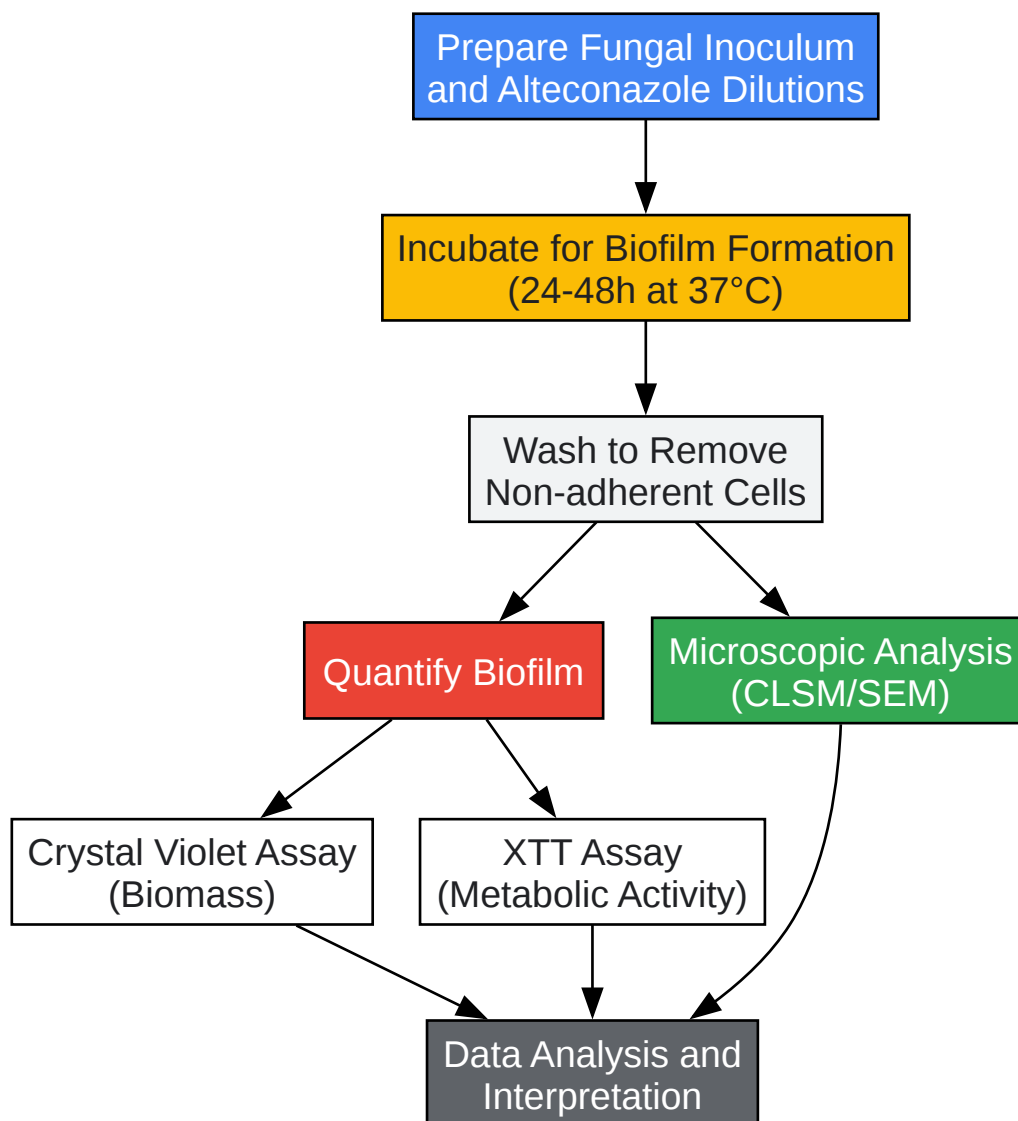 Prepare Fungal Inoculum
and Alteconazole Dilutions
Incubate for Biofilm Formation
(24-48h at 37°C)
Wash to Remove
Non-adherent Cells
Quantify Biofilm
Microscopic Analysis
(CLSM/SEM)
Crystal Violet Assay
(Biomass)
XTT Assay
(Metabolic Activity)
Data Analysis and
Interpretation